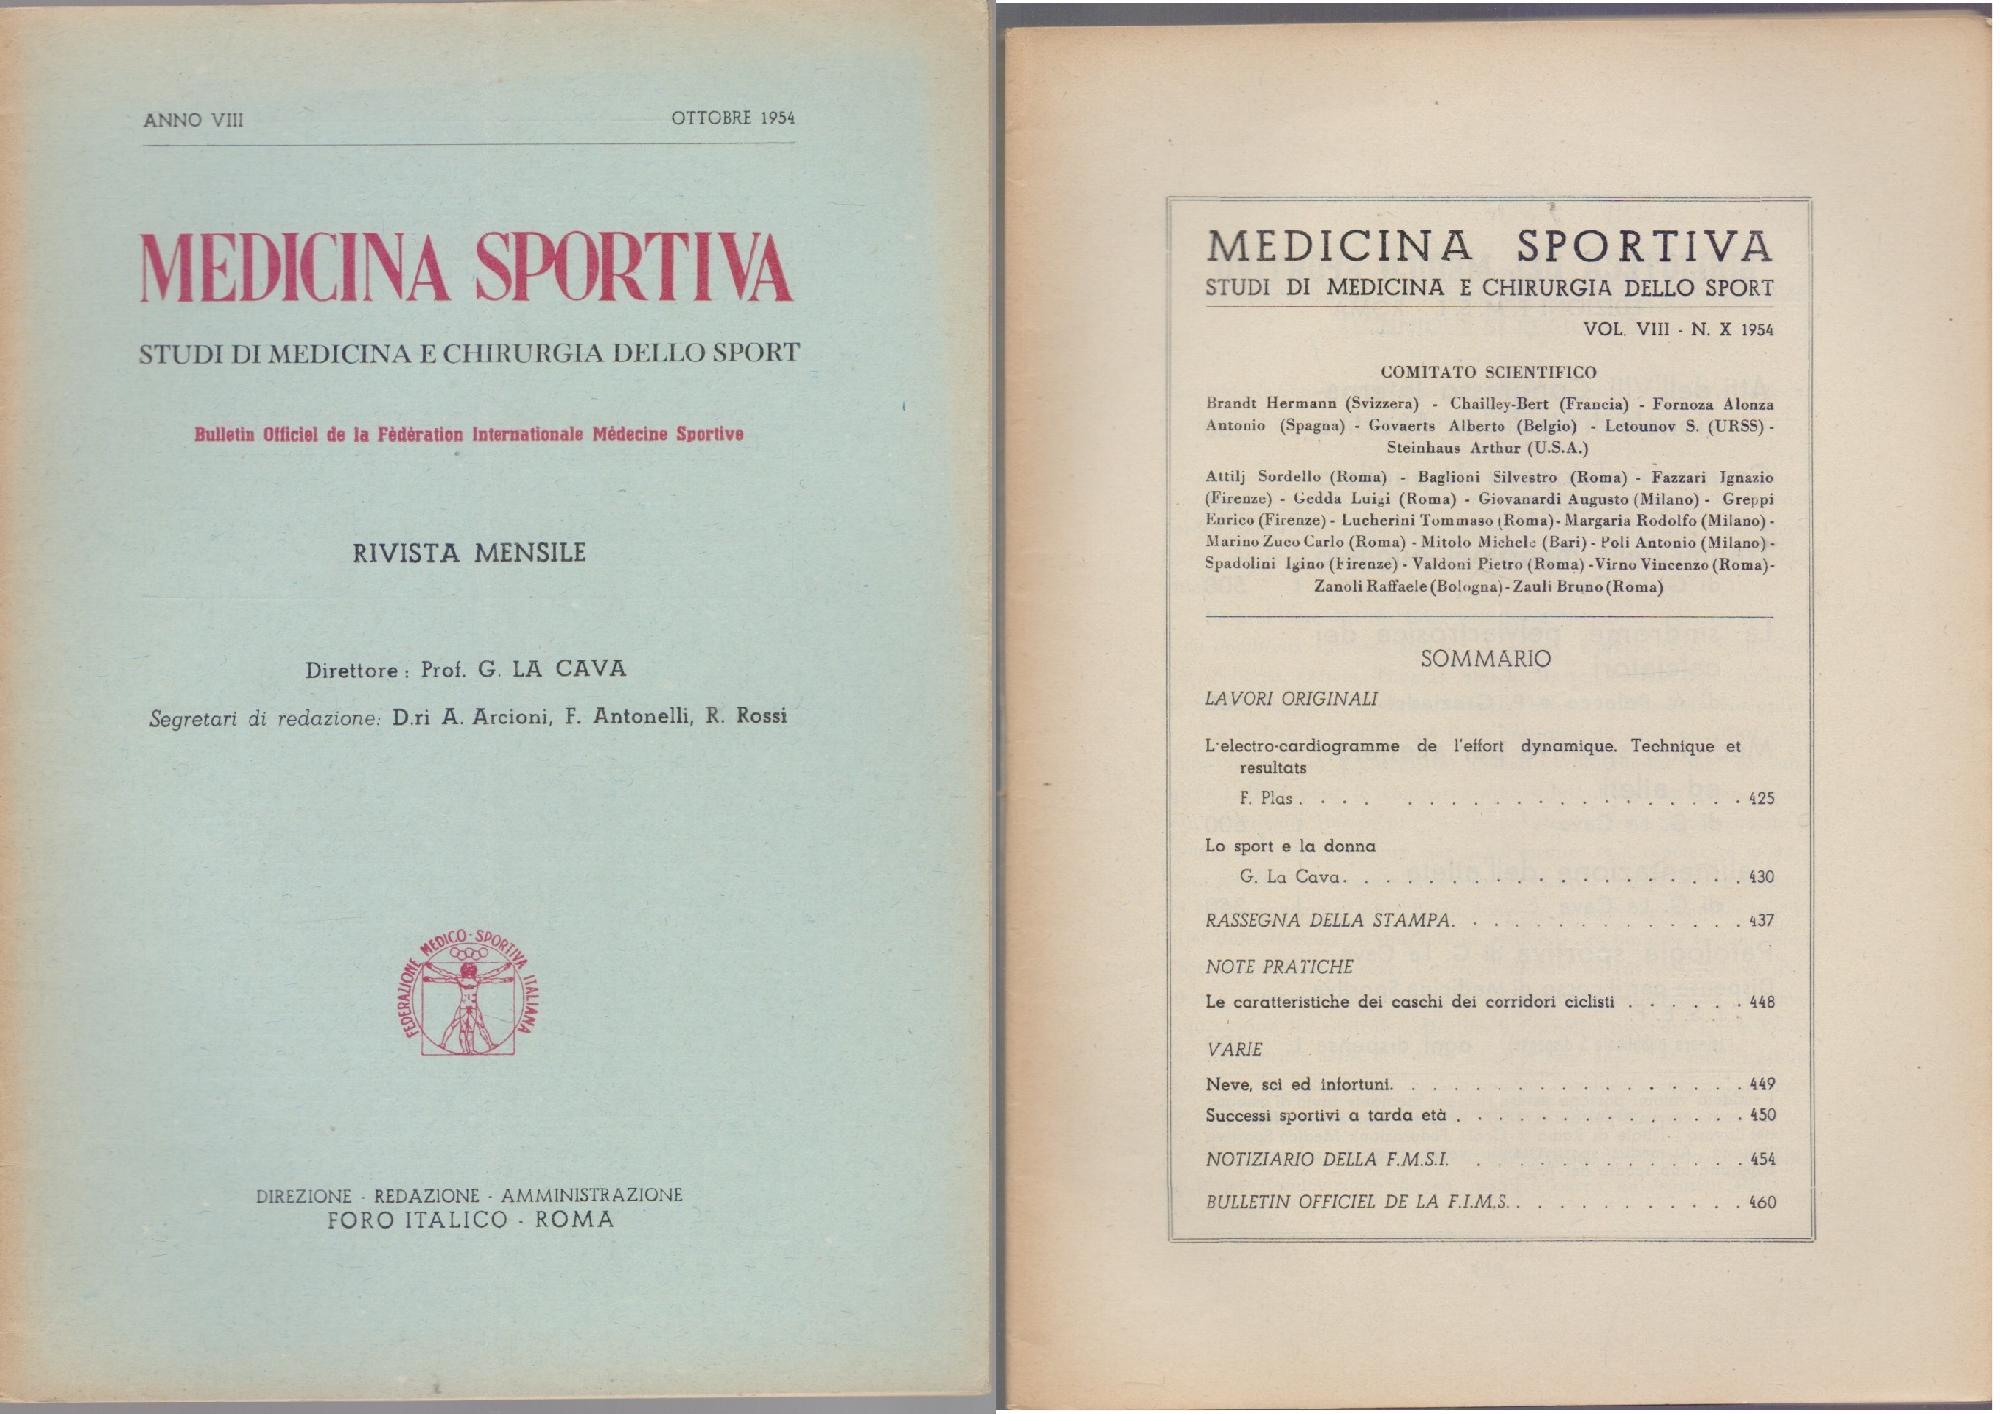 ANNO VIII
OTTOBRE 1954
MEDICINA SPORTIVA
STUDI DI MEDICINA E CHIRURGIA DELLO SPORT
Bulletin Officiel de la Fèdèration Internationale Mèdecine Sportive
RIVISTA MENSILE
Direttore : Prof. G. LA CAVA
Segretari di redazione: D.ri A. Arcioni, F. Antonelli, R. Rossi
FEDERAZIONE MEDICO-SPORTIVA ITALIANA
DIREZIONE - REDAZIONE - AMMINISTRAZIONE
FORO ITALICO - ROMA
MEDICINA SPORTIVA
STUDI DI MEDICINA E CHIRURGIA DELLO SPORT
VOL. VIII - N. X 1954
COMITATO SCIENTIFICO
Brandt Hermann (Svizzera) - Chailley-Bert (Francia) - Fornoza Alonza
Antonio (Spagna) - Govaerts Alberto (Belgio) - Letounov S. (URSS) -
Steinhaus Arthur (U.S.A.)
Attilj Sordello (Roma) - Baglioni Silvestro (Roma) - Fazzari Ignazio
(Firenze) - Gedda Luigi (Roma) - Giovanardi Augusto (Milano) - Greppi
Enrico (Firenze) - Lucherini Tommaso (Roma) - Margaria Rodolfo (Milano) -
Marino Zuco Carlo (Roma) - Mitolo Michele (Bari) - Poli Antonio (Milano) -
Spadolini Igino (Firenze) - Valdoni Pietro (Roma) - Virno Vincenzo (Roma) -
Zanoli Raffaele (Bologna) - Zauli Bruno (Roma)
SOMMARIO
LAVORI ORIGINALI
L'electro-cardiogramme de l'effort dynamique. Technique et
resultats
F. Plas . . . . . . . . . . . . . . . . . . . 425
Lo sport e la donna
G. La Cava. . . . . . . . . . . . . . . . . . 430
RASSEGNA DELLA STAMPA. . . . . . . . . . . . . 437
NOTE PRATICHE
Le caratteristiche dei caschi dei corridori ciclisti . . . . . . 448
VARIE
Neve, sci ed infortuni. . . . . . . . . . . . . . . . 449
Successi sportivi a tarda età . . . . . . . . . . . . . 450
NOTIZIARIO DELLA F.M.S.I. . . . . . . . . . . . . 454
BULLETIN OFFICIEL DE LA F.I.M.S. . . . . . . . . . . . 460